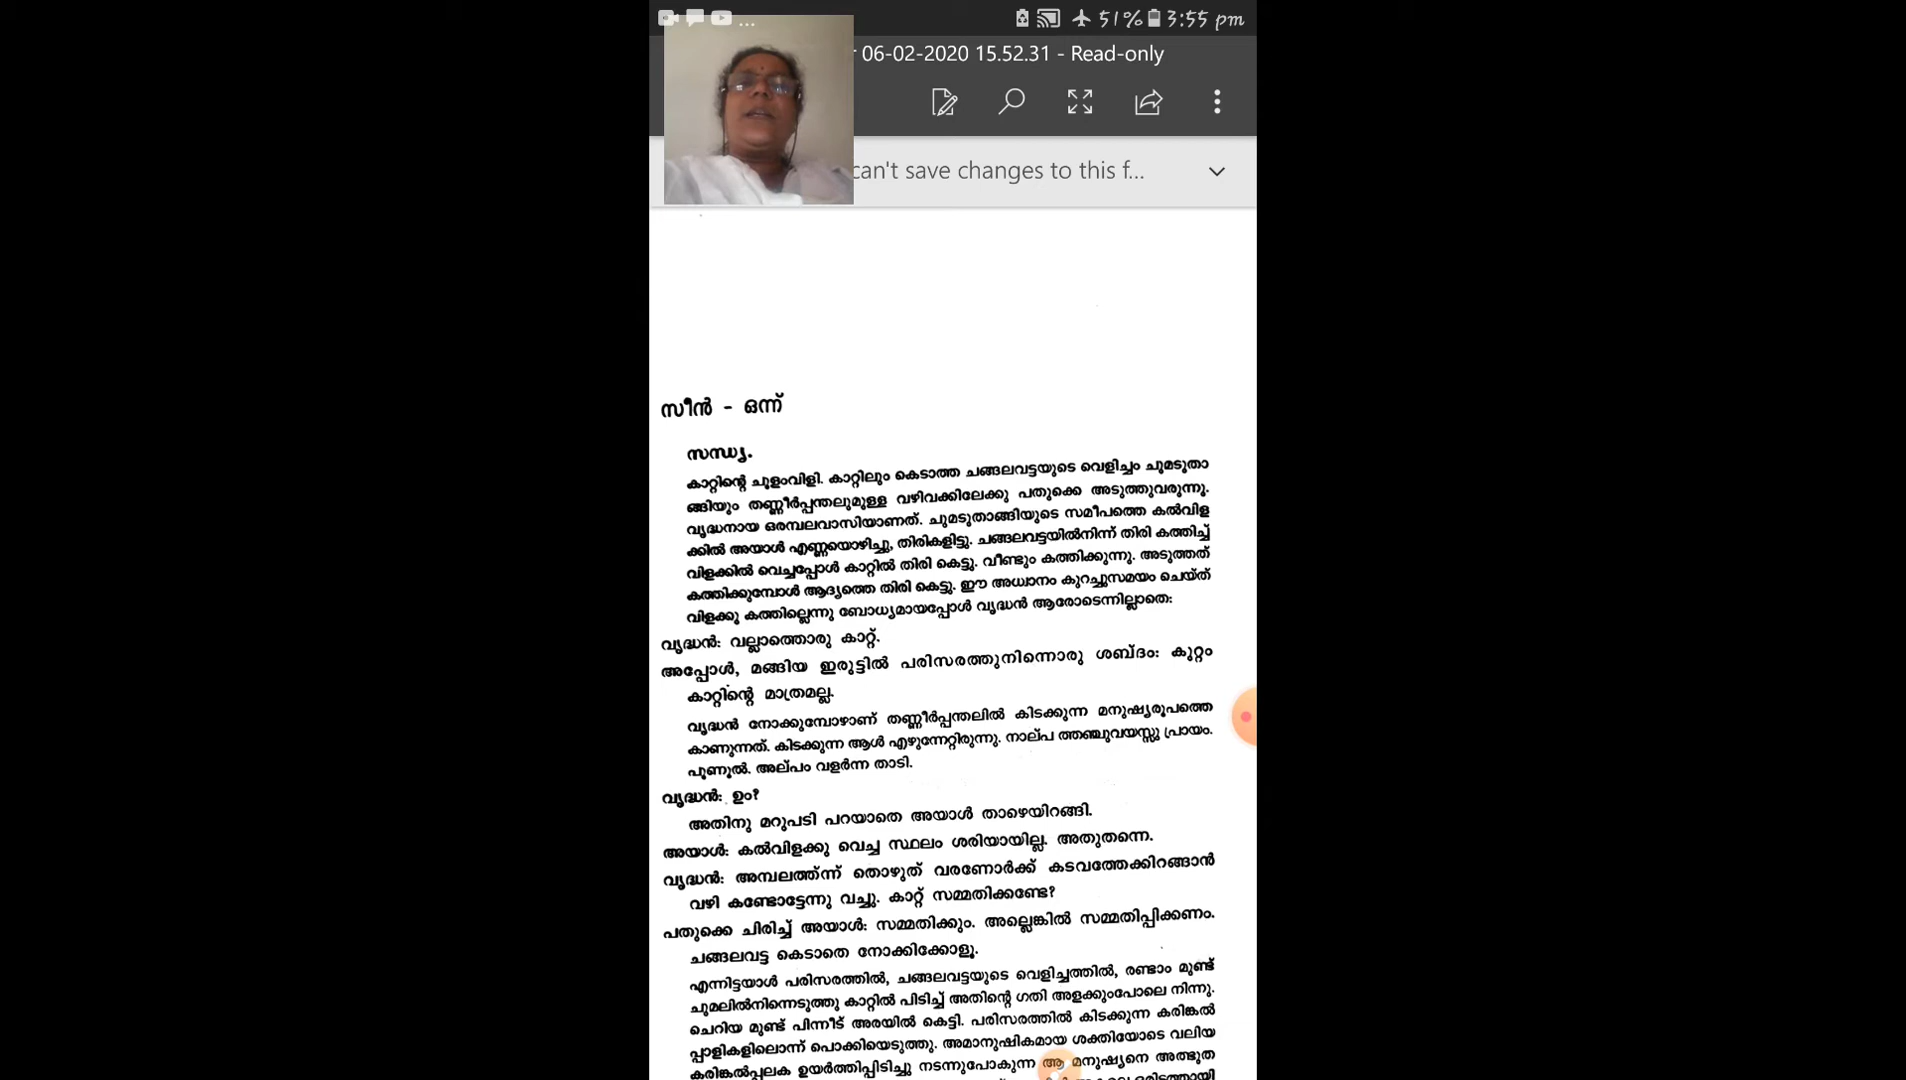 ... 51% 3:55 pm
06-02-2020 15.52.31 - Read-only
can't save changes to this f...
സീൻ - ഒന്ന്
സന്ധ്യ.
കാറ്റിന്റെ ചൂളംവിളി. കാറ്റിലും കെടാത്ത ചങ്ങലവട്ടയുടെ വെളിച്ചം ചുമടുതാ
ങ്ങിയും തണ്ണീർപ്പന്തലുമുള്ള വഴിവക്കിലേക്കു പതുക്കെ അടുത്തുവരുന്നു.
വൃദ്ധനായ ഒരമ്പലവാസിയാണത്. ചുമടുതാങ്ങിയുടെ സമീപത്തെ കൽവിള
ക്കിൽ അയാൾ എണ്ണയൊഴിച്ചു, തിരികളിട്ടു. ചങ്ങലവട്ടയിൽനിന്ന് തിരി കത്തിച്ച്
വിളക്കിൽ വെച്ചപ്പോൾ കാറ്റിൽ തിരി കെട്ടു. വീണ്ടും കത്തിക്കുന്നു. അടുത്തത്
കത്തിക്കുമ്പോൾ ആദ്യത്തെ തിരി കെട്ടു. ഈ അധ്വാനം കുറച്ചുസമയം ചെയ്ത്
വിളക്കു കത്തില്ലെന്നു ബോധ്യമായപ്പോൾ വൃദ്ധൻ ആരോടെന്നില്ലാതെ:
വൃദ്ധൻ: വല്ലാത്തൊരു കാറ്റ്.
അപ്പോൾ, മങ്ങിയ ഇരുട്ടിൽ പരിസരത്തുനിന്നൊരു ശബ്ദം: കുറ്റം
കാറ്റിന്റെ മാത്രമല്ല.
വൃദ്ധൻ നോക്കുമ്പോഴാണ് തണ്ണീർപ്പന്തലിൽ കിടക്കുന്ന മനുഷ്യരൂപത്തെ
കാണുന്നത്. കിടക്കുന്ന ആൾ എഴുന്നേറ്റിരുന്നു. നാല്പ ത്തഞ്ചുവയസ്സു പ്രായം.
പൂണൂൽ. അല്പം വളർന്ന താടി.
വൃദ്ധൻ: ഉം?
അതിനു മറുപടി പറയാതെ അയാൾ താഴെയിറങ്ങി.
അയാൾ: കൽവിളക്കു വെച്ച സ്ഥലം ശരിയായില്ല. അതുതന്നെ.
വൃദ്ധൻ: അമ്പലത്ത്ന്ന് തൊഴുത് വരണോർക്ക് കടവത്തേക്കിറങ്ങാൻ
വഴി കണ്ടോട്ടേന്നു വച്ചു. കാറ്റ് സമ്മതിക്കണ്ടേ?
പതുക്കെ ചിരിച്ച് അയാൾ: സമ്മതിക്കും. അല്ലെങ്കിൽ സമ്മതിപ്പിക്കണം.
ചങ്ങലവട്ട കെടാതെ നോക്കിക്കോളൂ.
എന്നിട്ടയാൾ പരിസരത്തിൽ, ചങ്ങലവട്ടയുടെ വെളിച്ചത്തിൽ, രണ്ടാം മുണ്ട്
ചുമലിൽനിന്നെടുത്തു കാറ്റിൽ പിടിച്ച് അതിന്റെ ഗതി അളക്കുംപോലെ നിന്നു.
ചെറിയ മുണ്ട് പിന്നീട് അരയിൽ കെട്ടി. പരിസരത്തിൽ കിടക്കുന്ന കരിങ്കൽ
പ്പാളികളിലൊന്ന് പൊക്കിയെടുത്തു. അമാനുഷികമായ ശക്തിയോടെ വലിയ
കരിങ്കൽപ്പലക ഉയർത്തിപ്പിടിച്ചു നടന്നുപോകുന്ന ആ മനുഷ്യനെ അത്ഭുത